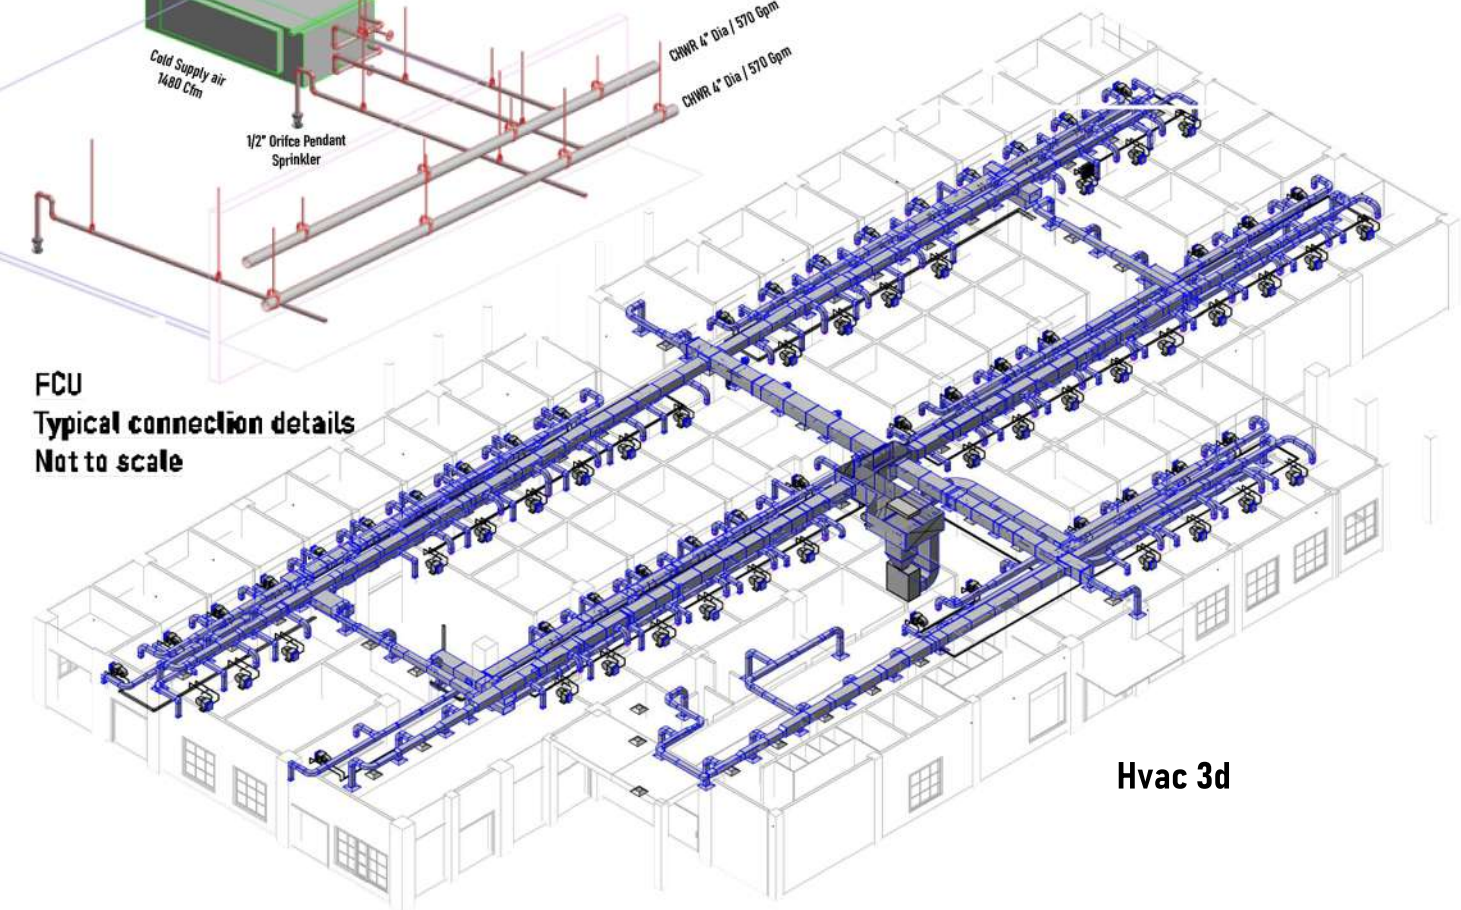 CHWR 4" Dia / 570 Gpm
CHWR 4" Dia / 570 Gpm
Cold Supply air
1480 Cfm
1/2" Orifce Pendant
Sprinkler
FCU
Typical connection details
Not to scale
Hvac 3d